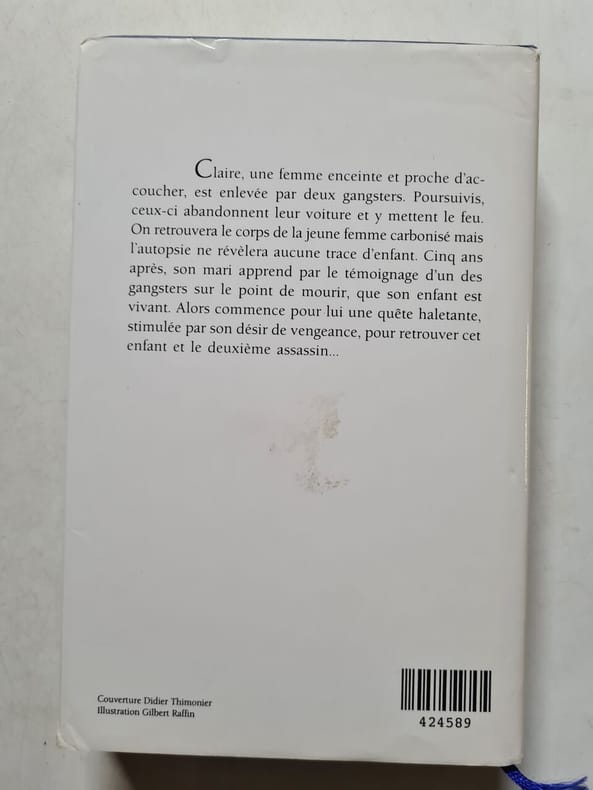 Claire, une femme enceinte et proche d'ac-
coucher, est enlevée par deux gangsters. Poursuivis,
ceux-ci abandonnent leur voiture et y mettent le feu.
On retrouvera le corps de la jeune femme carbonisé mais
l'autopsie ne révèlera aucune trace d'enfant. Cinq ans
après, son mari apprend par le témoignage d'un des
gangsters sur le point de mourir, que son enfant est
vivant. Alors commence pour lui une quête haletante,
stimulée par son désir de vengeance, pour retrouver cet
enfant et le deuxième assassin...
Couverture Didier Thimonier
Illustration Gilbert Raffin
424589